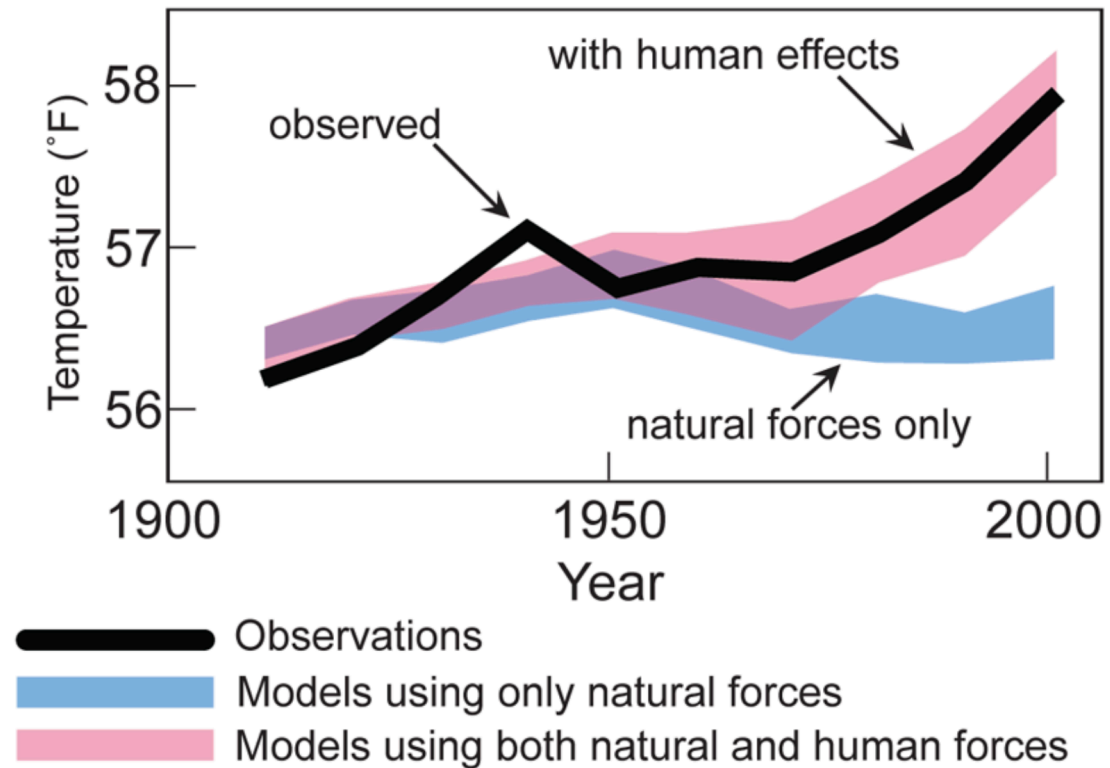 with human effects
58
observed
Temperature (˚F)
57
56
natural forces only
1900 1950 2000
Year
Observations
Models using only natural forces
Models using both natural and human forces